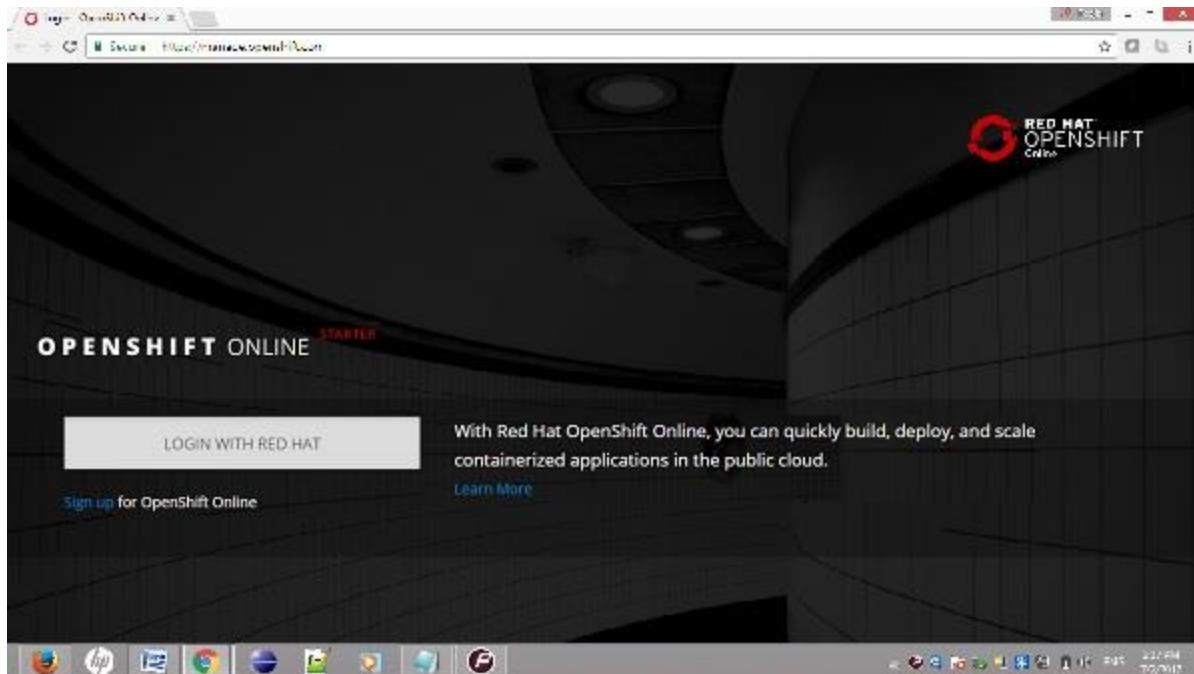 Secure
RED HAT
OPENSHIFT
Online
OPENSHIFT ONLINE STARTER
LOGIN WITH RED HAT
With Red Hat OpenShift Online, you can quickly build, deploy, and scale
containerized applications in the public cloud.
Learn More
Sign up for OpenShift Online
hp